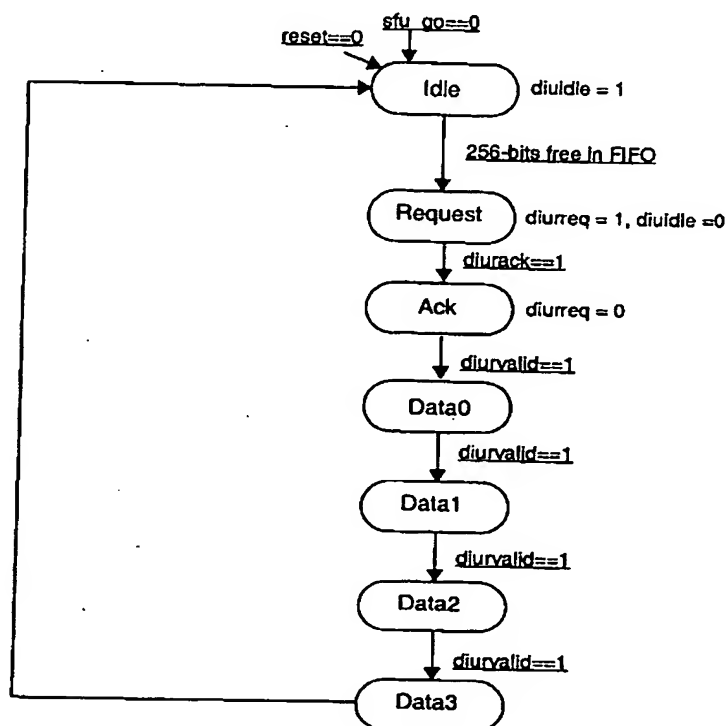 sfu_go==0
reset==0
Idle
diuidle = 1
256-bits free in FIFO
Request
diurreq = 1, diuidle =0
diurack==1
Ack
diurreq = 0
diurvalid==1
Data0
diurvalid==1
Data1
diurvalid==1
Data2
diurvalid==1
Data3